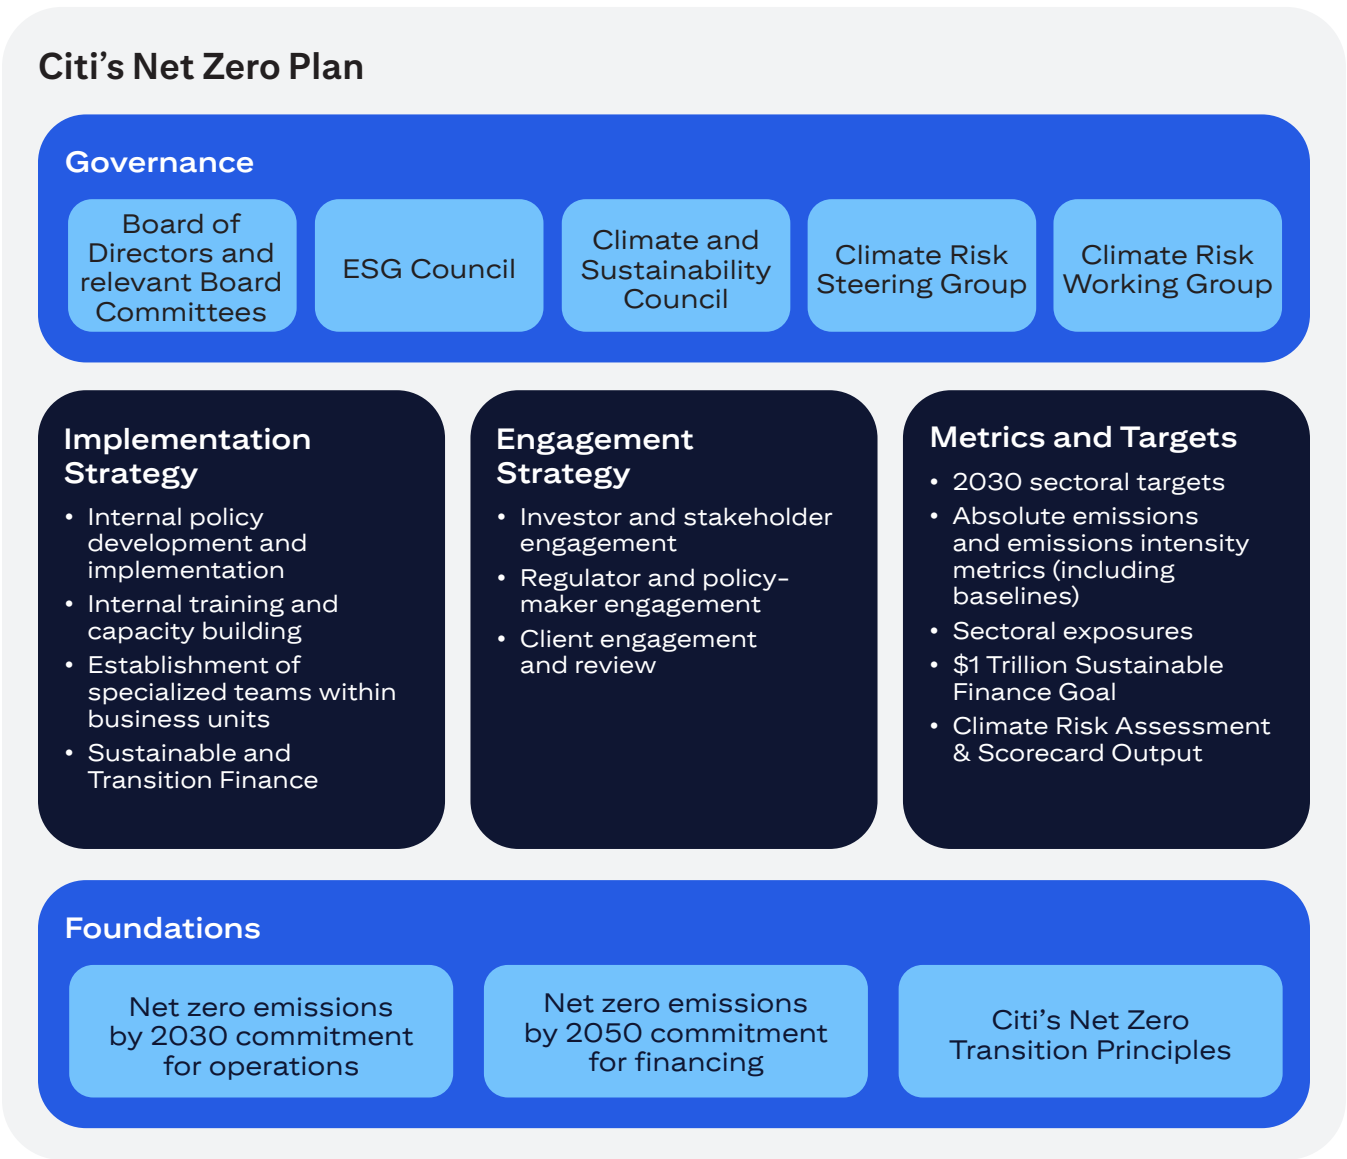 Citi’s Net Zero Plan
Governance
Board of
Directors and
relevant Board
Committees
ESG Council
Climate and
Sustainability
Council
Climate Risk
Steering Group
Climate Risk
Working Group
Implementation
Strategy
• Internal policy
development and
implementation
• Internal training and
capacity building
• Establishment of
specialized teams within
business units
• Sustainable and
Transition Finance
Engagement
Strategy
• Investor and stakeholder
engagement
• Regulator and policy-
maker engagement
• Client engagement
and review
Metrics and Targets
• 2030 sectoral targets
• Absolute emissions
and emissions intensity
metrics (including
baselines)
• Sectoral exposures
• $1 Trillion Sustainable
Finance Goal
• Climate Risk Assessment
& Scorecard Output
Foundations
Net zero emissions
by 2030 commitment
for operations
Net zero emissions
by 2050 commitment
for financing
Citi’s Net Zero
Transition Principles